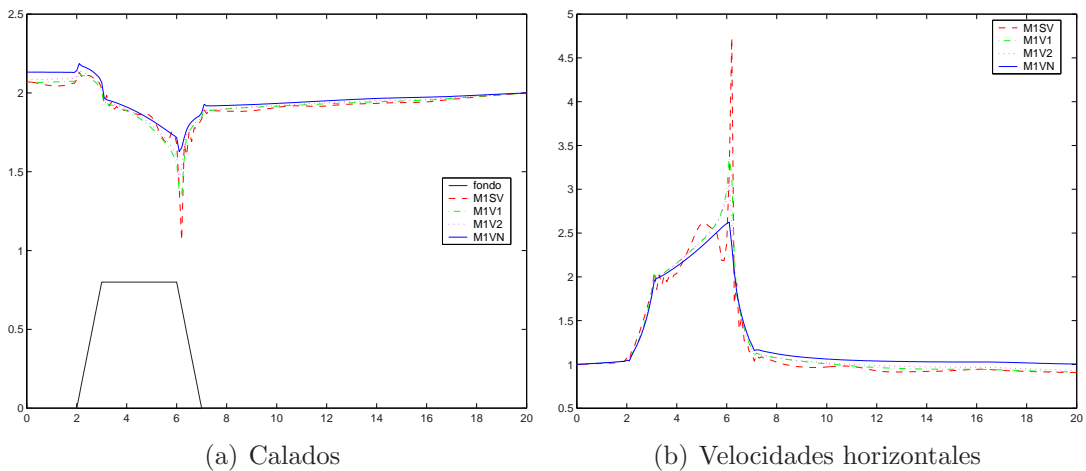 2.5
2
1.5
1
0.5
0
0 2 4 6 8 10 12 14 16 18 20
fondo
M1SV
M1V1
M1V2
M1VN
(a) Calados
5
4.5
4
3.5
3
2.5
2
1.5
1
0.5
0 2 4 6 8 10 12 14 16 18 20
M1SV
M1V1
M1V2
M1VN
(b) Velocidades horizontales